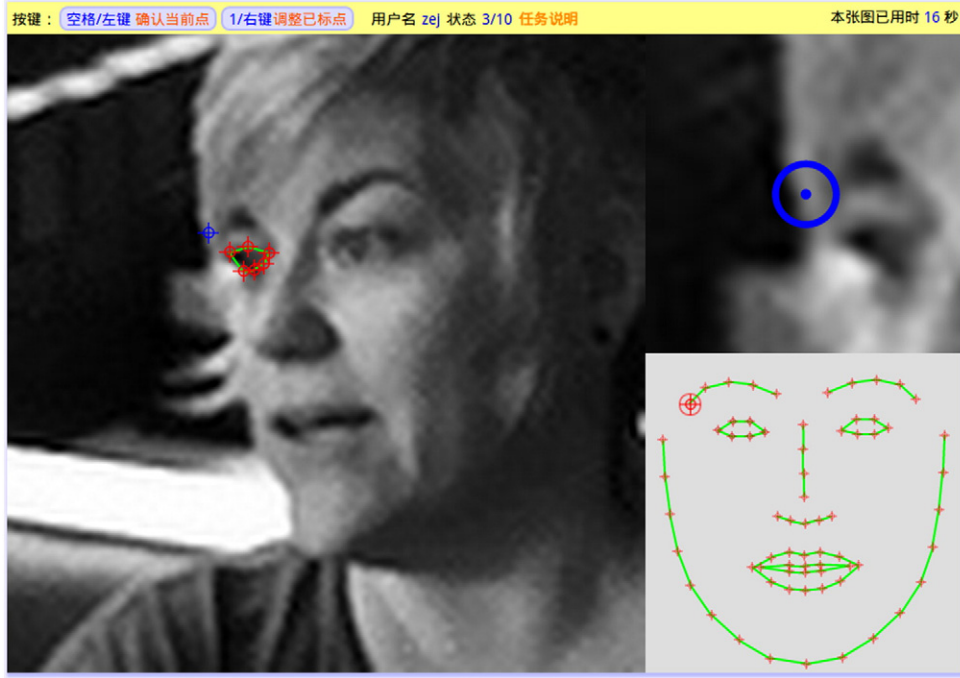 按键： 空格/左键 确认当前点 1/右键调整已标点 用户名 zej 状态 3/10 任务说明 本张图已用时 16 秒